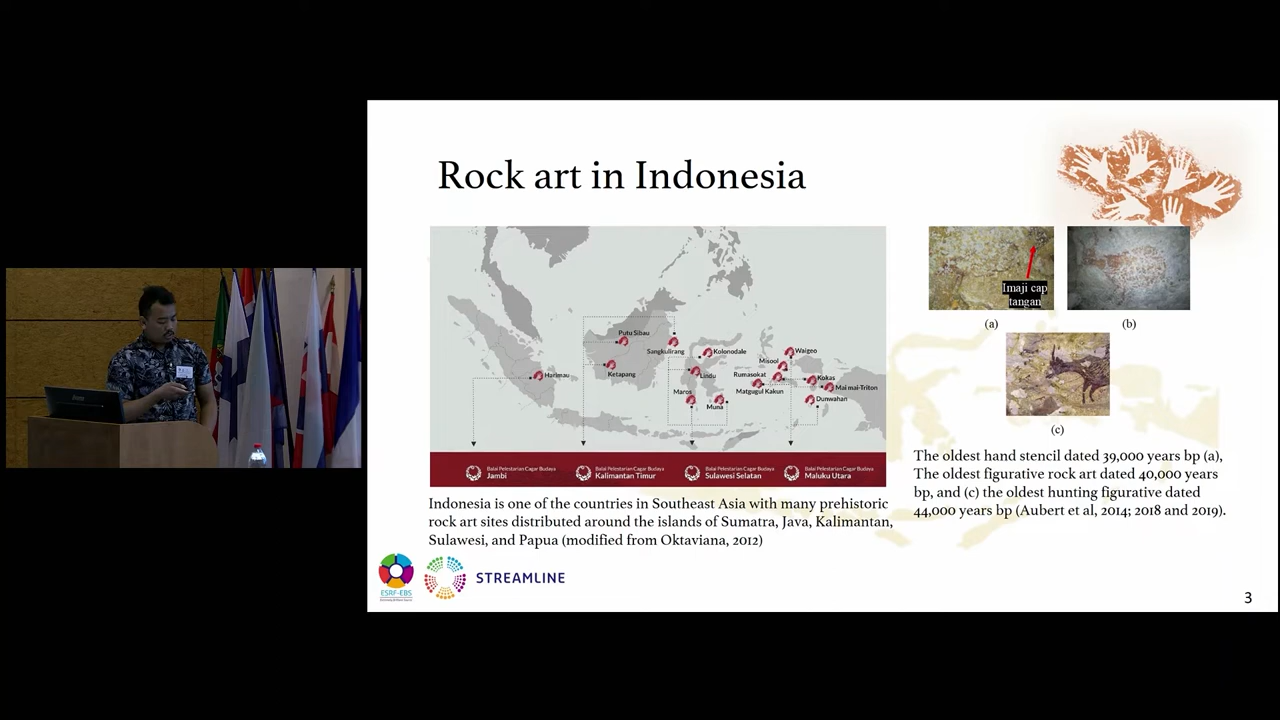 Rock art in Indonesia
Putu Sibau
Sangkulirang
Kolonodale
Waigeo
Misool
Harimau
Ketapang
Lindu
Rumasokat
Kokas
Mai mai-Triton
Maros
Matgugul Kakun
Muna
Dunwahan
Balai Pelestarian Cagar Budaya
Jambi
Balai Pelestarian Cagar Budaya
Kalimantan Timur
Balai Pelestarian Cagar Budaya
Sulawesi Selatan
Balai Pelestarian Cagar Budaya
Maluku Utara
Indonesia is one of the countries in Southeast Asia with many prehistoric
rock art sites distributed around the islands of Sumatra, Java, Kalimantan,
Sulawesi, and Papua (modified from Oktaviana, 2012)
Imaji cap
tangan
(a)
(b)
(c)
The oldest hand stencil dated 39,000 years bp (a),
The oldest figurative rock art dated 40,000 years
bp, and (c) the oldest hunting figurative dated
44,000 years bp (Aubert et al, 2014; 2018 and 2019).
ESRF-EBS
STREAMLINE
3